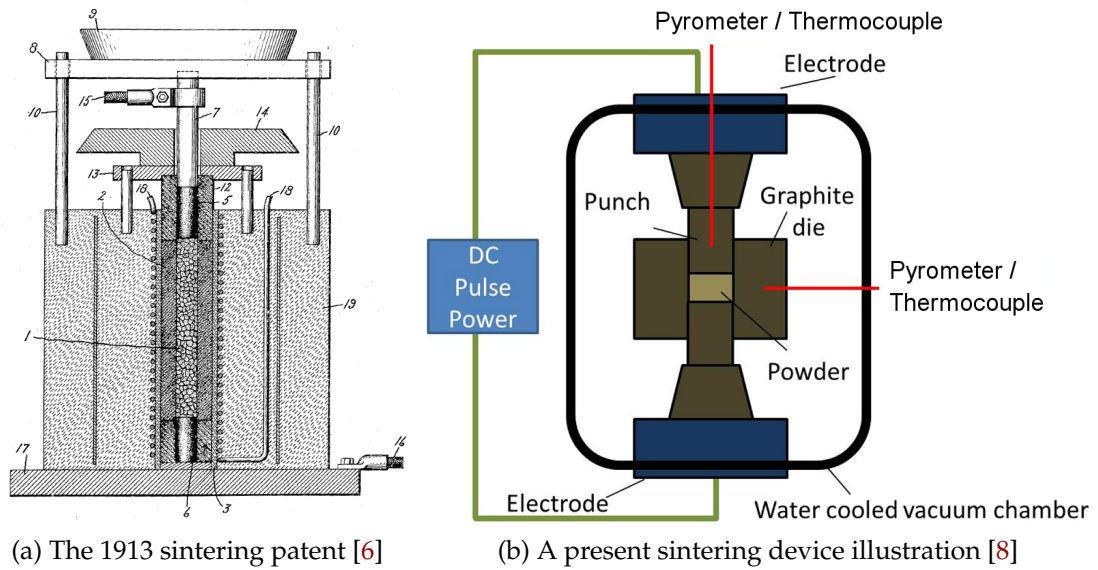 9
8
15
7
10
10
14
13
18
12
18
2
5
19
1
17
16
6
3
(a) The 1913 sintering patent [6]
Pyrometer / Thermocouple
Electrode
Punch
Graphite
die
DC
Pulse
Power
Pyrometer /
Thermocouple
Powder
Electrode
Water cooled vacuum chamber
(b) A present sintering device illustration [8]